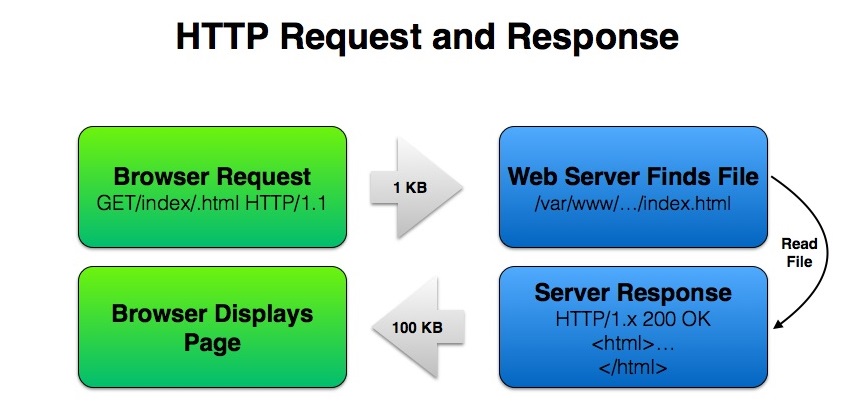 HTTP Request and Response
Browser Request
GET/index/.html HTTP/1.1
1 KB
Web Server Finds File
/var/www/…/index.html
Read
File
Server Response
HTTP/1.x 200 OK
<html>…
</html>
100 KB
Browser Displays
Page